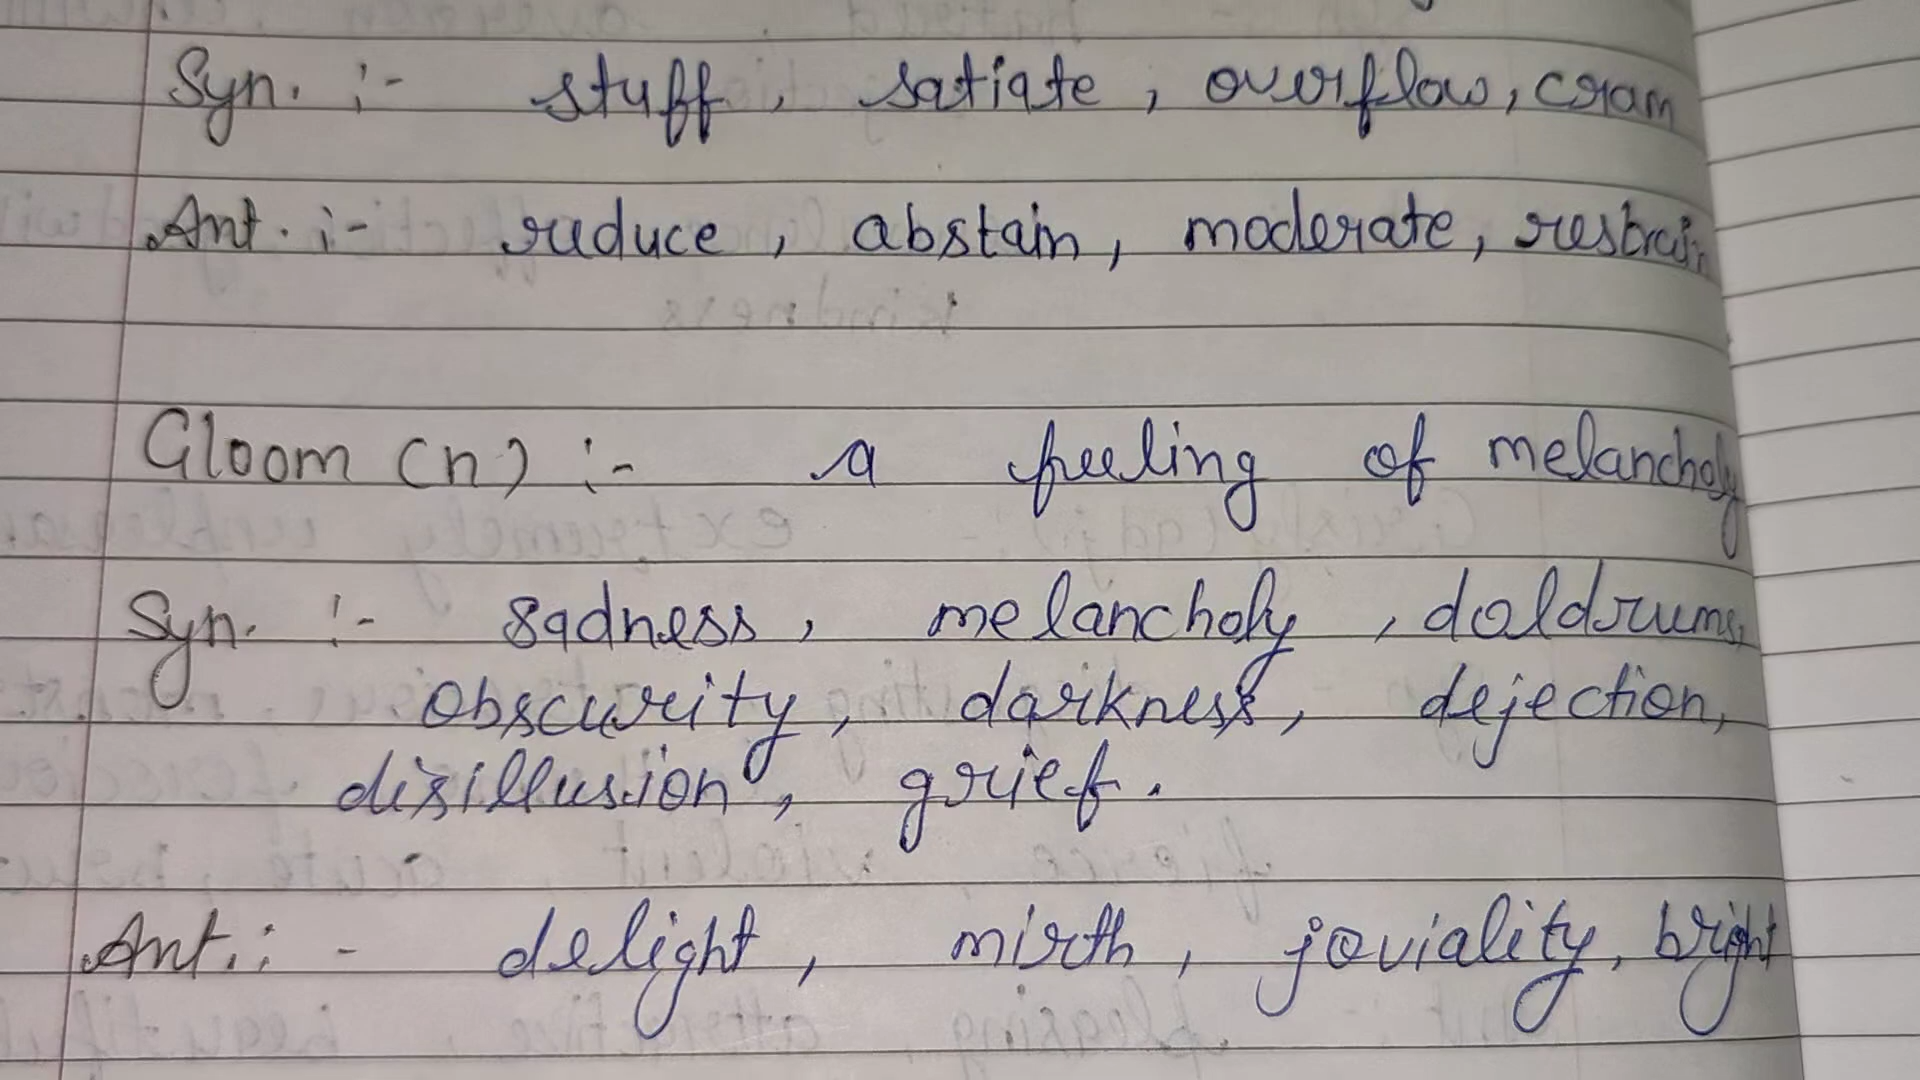 Syn. :- stuff, satiate, overflow, cram
Ant. :- reduce, abstain, moderate, restrain
Gloom (n) :- a feeling of melancholy
Syn. :- sadness, melancholy, doldrums,
obscurity, darkness, dejection,
disillusion, grief.
Ant. :- delight, mirth, joviality, bright